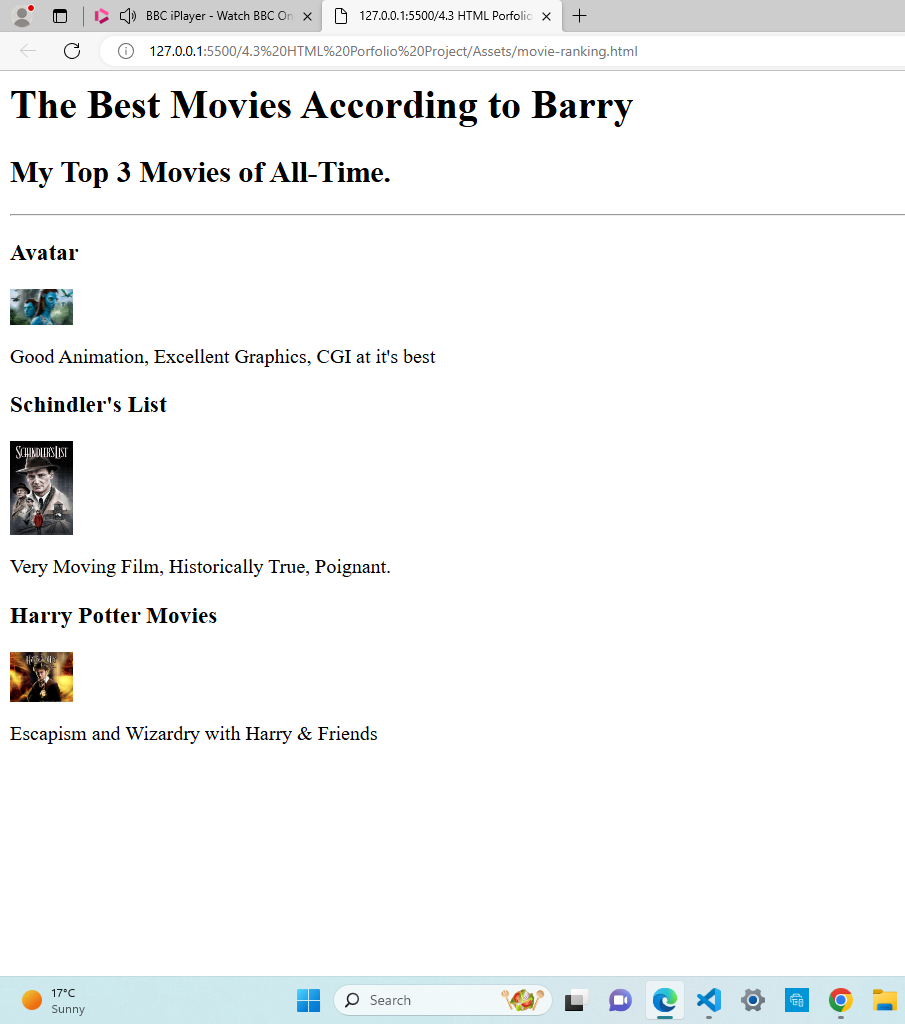 BBC iPlayer - Watch BBC On
127.0.0.1:5500/4.3 HTML Porfolio
127.0.0.1:5500/4.3%20HTML%20Porfolio%20Project/Assets/movie-ranking.html
The Best Movies According to Barry
My Top 3 Movies of All-Time.
Avatar
Good Animation, Excellent Graphics, CGI at it's best
Schindler's List
SCHINDLER'S LIST
Very Moving Film, Historically True, Poignant.
Harry Potter Movies
Escapism and Wizardry with Harry & Friends
17°C
Sunny
Search